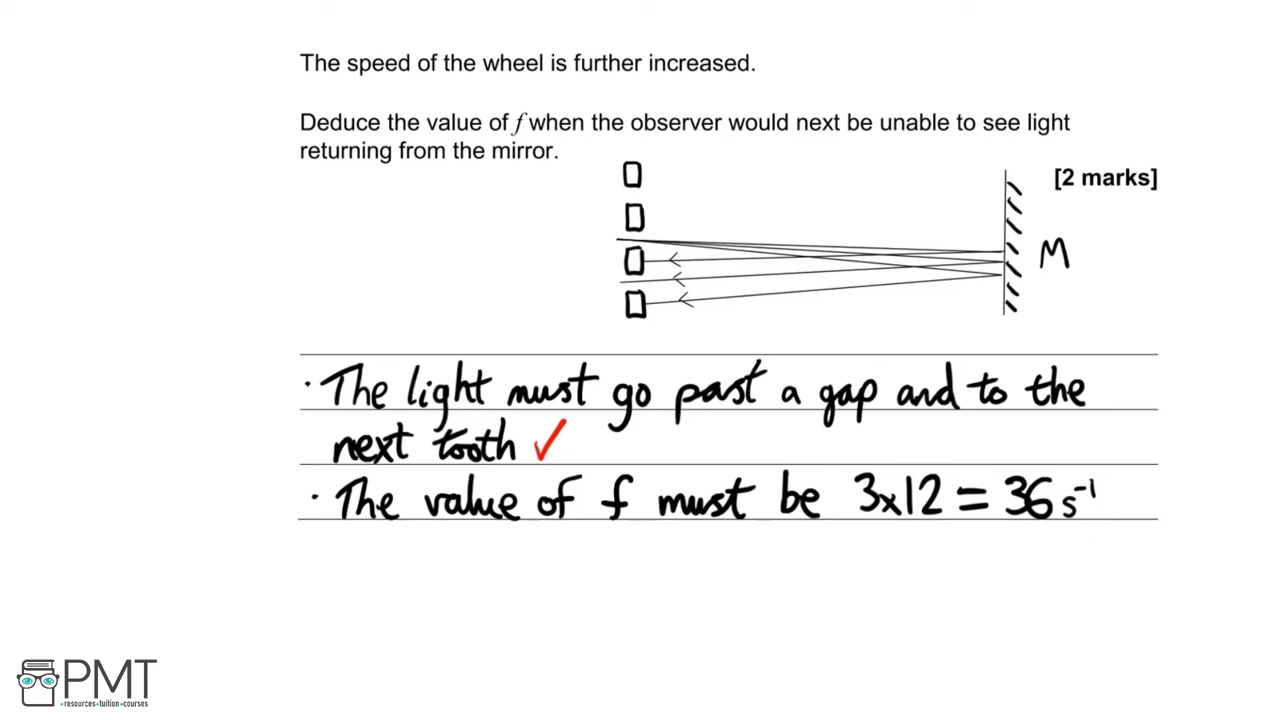 The speed of the wheel is further increased.
Deduce the value of f when the observer would next be unable to see light
returning from the mirror.
[2 marks]
M
· The light must go past a gap and to the
next tooth ✓
· The value of f must be 3x12 = 36 s⁻¹
PMT
•resources•tuition•courses